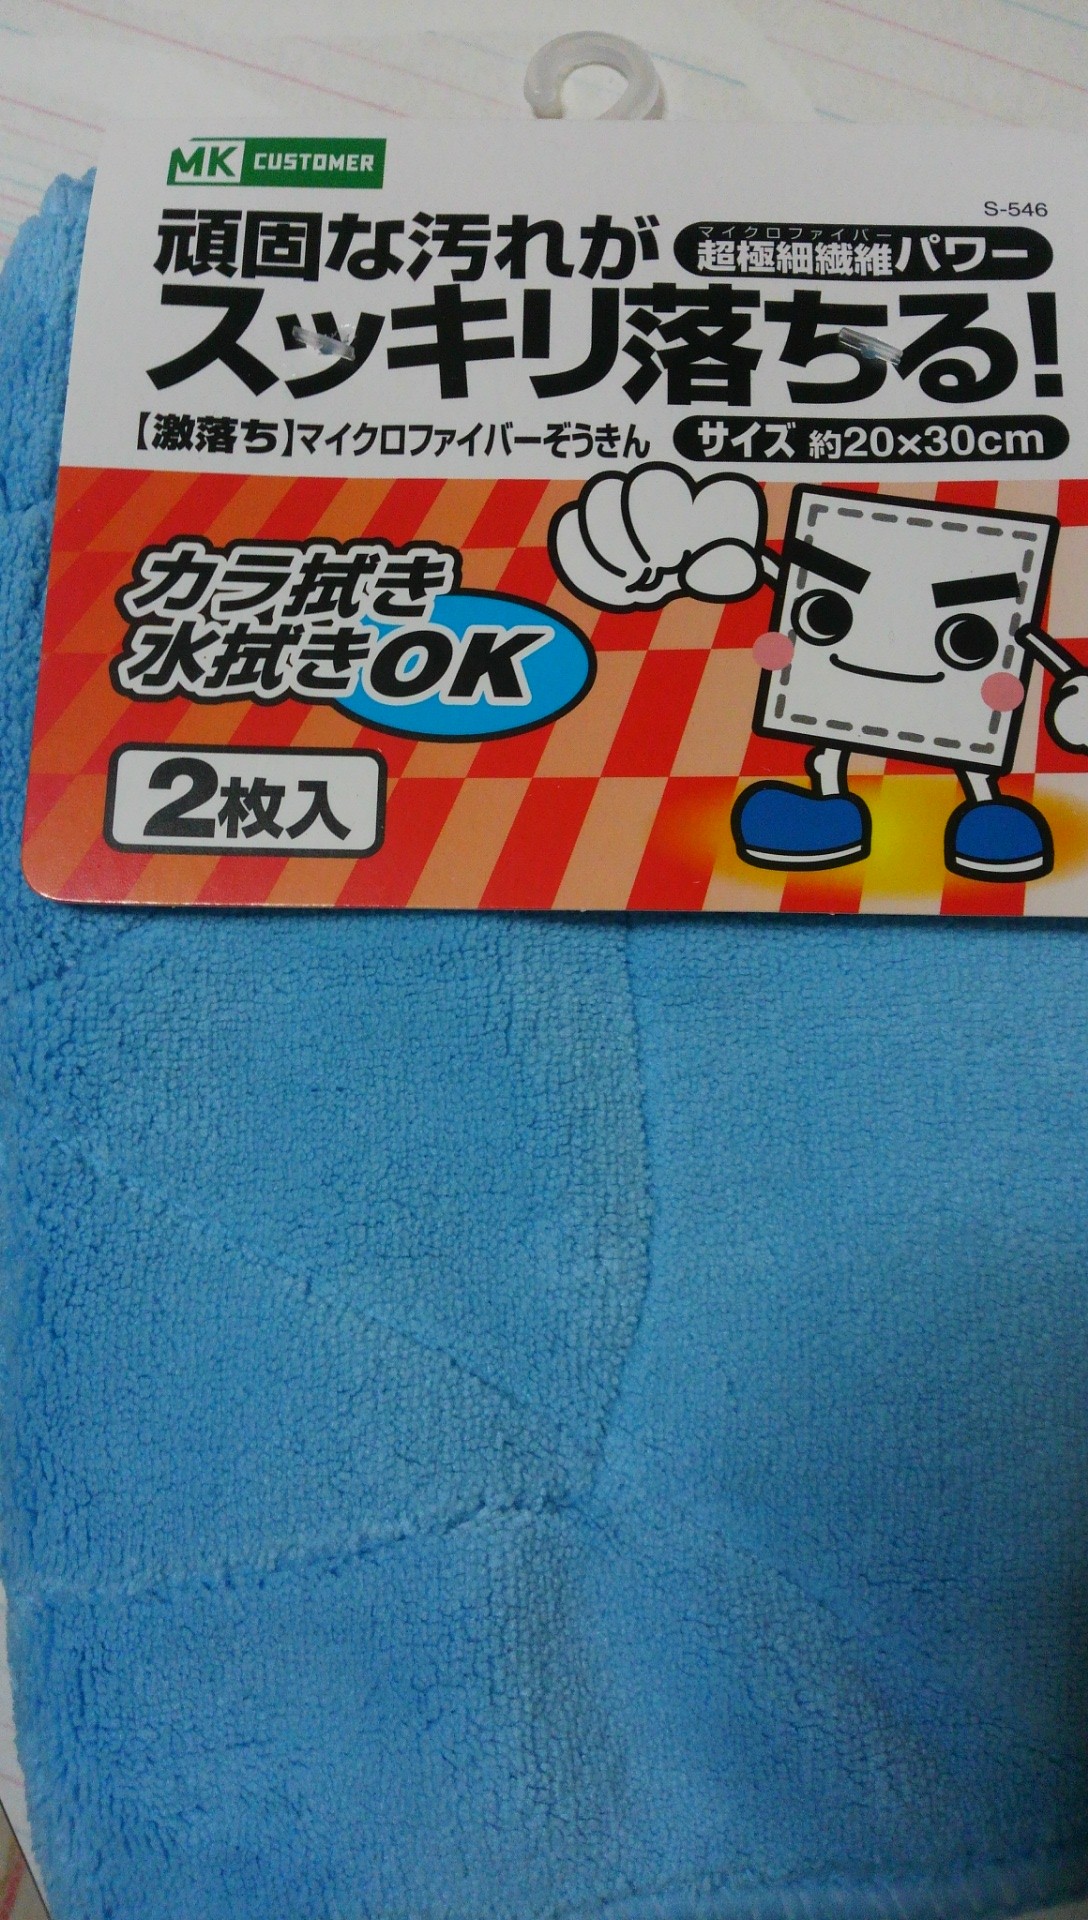 MK CUSTOMER
S-546
頑固な汚れが
マイクロファイバー
超極細繊維パワー
スッキリ落ちる!
【激落ち】マイクロファイバーぞうきん
サイズ 約20×30cm
カラ拭き
水拭きOK
2枚入